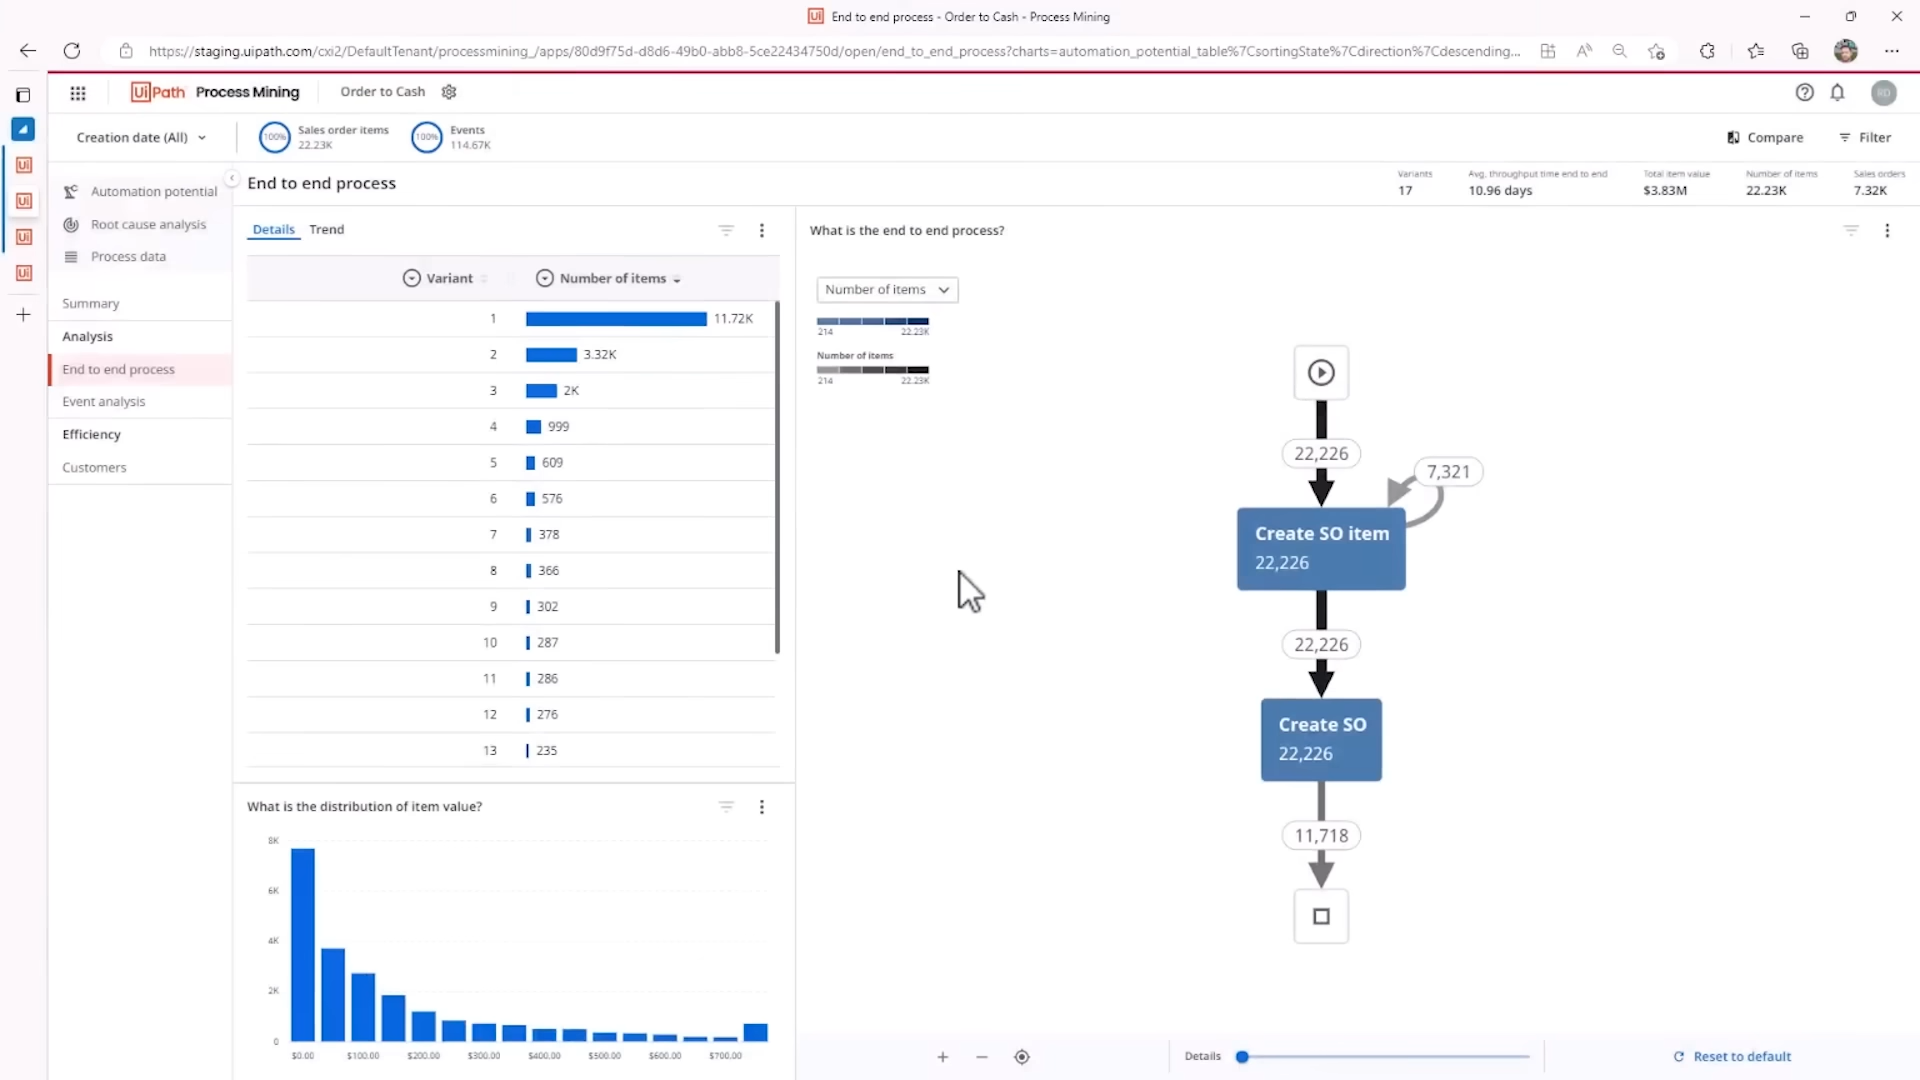 End to end process - Order to Cash - Process Mining
https://staging.uipath.com/cxi2/DefaultTenant/processmining_/apps/80d9f75d-d8d6-49b0-abb8-5ce22434750d/open/end_to_end_process?charts=automation_potential_table%7CsortingState%7Cdirection%7Cdescending...
UiPath Process Mining
Order to Cash
RD
Creation date (All)
100%
Sales order items
22.23K
100%
Events
114.67K
Compare
Filter
Automation potential
Root cause analysis
Process data
Summary
Analysis
End to end process
Event analysis
Efficiency
Customers
End to end process
Variants
17
Avg. throughput time end to end
10.96 days
Total item value
$3.83M
Number of items
22.23K
Sales orders
7.32K
Details Trend
Variant Number of items
1 11.72K
2 3.32K
3 2K
4 999
5 609
6 576
7 378
8 366
9 302
10 287
11 286
12 276
13 235
What is the distribution of item value?
8K
6K
4K
2K
0
$0.00 $100.00 $200.00 $300.00 $400.00 $500.00 $600.00 $700.00
What is the end to end process?
Number of items
214 22.23K
Number of items
214 22.23K
22,226
7,321
Create SO item
22,226
22,226
Create SO
22,226
11,718
Details
Reset to default